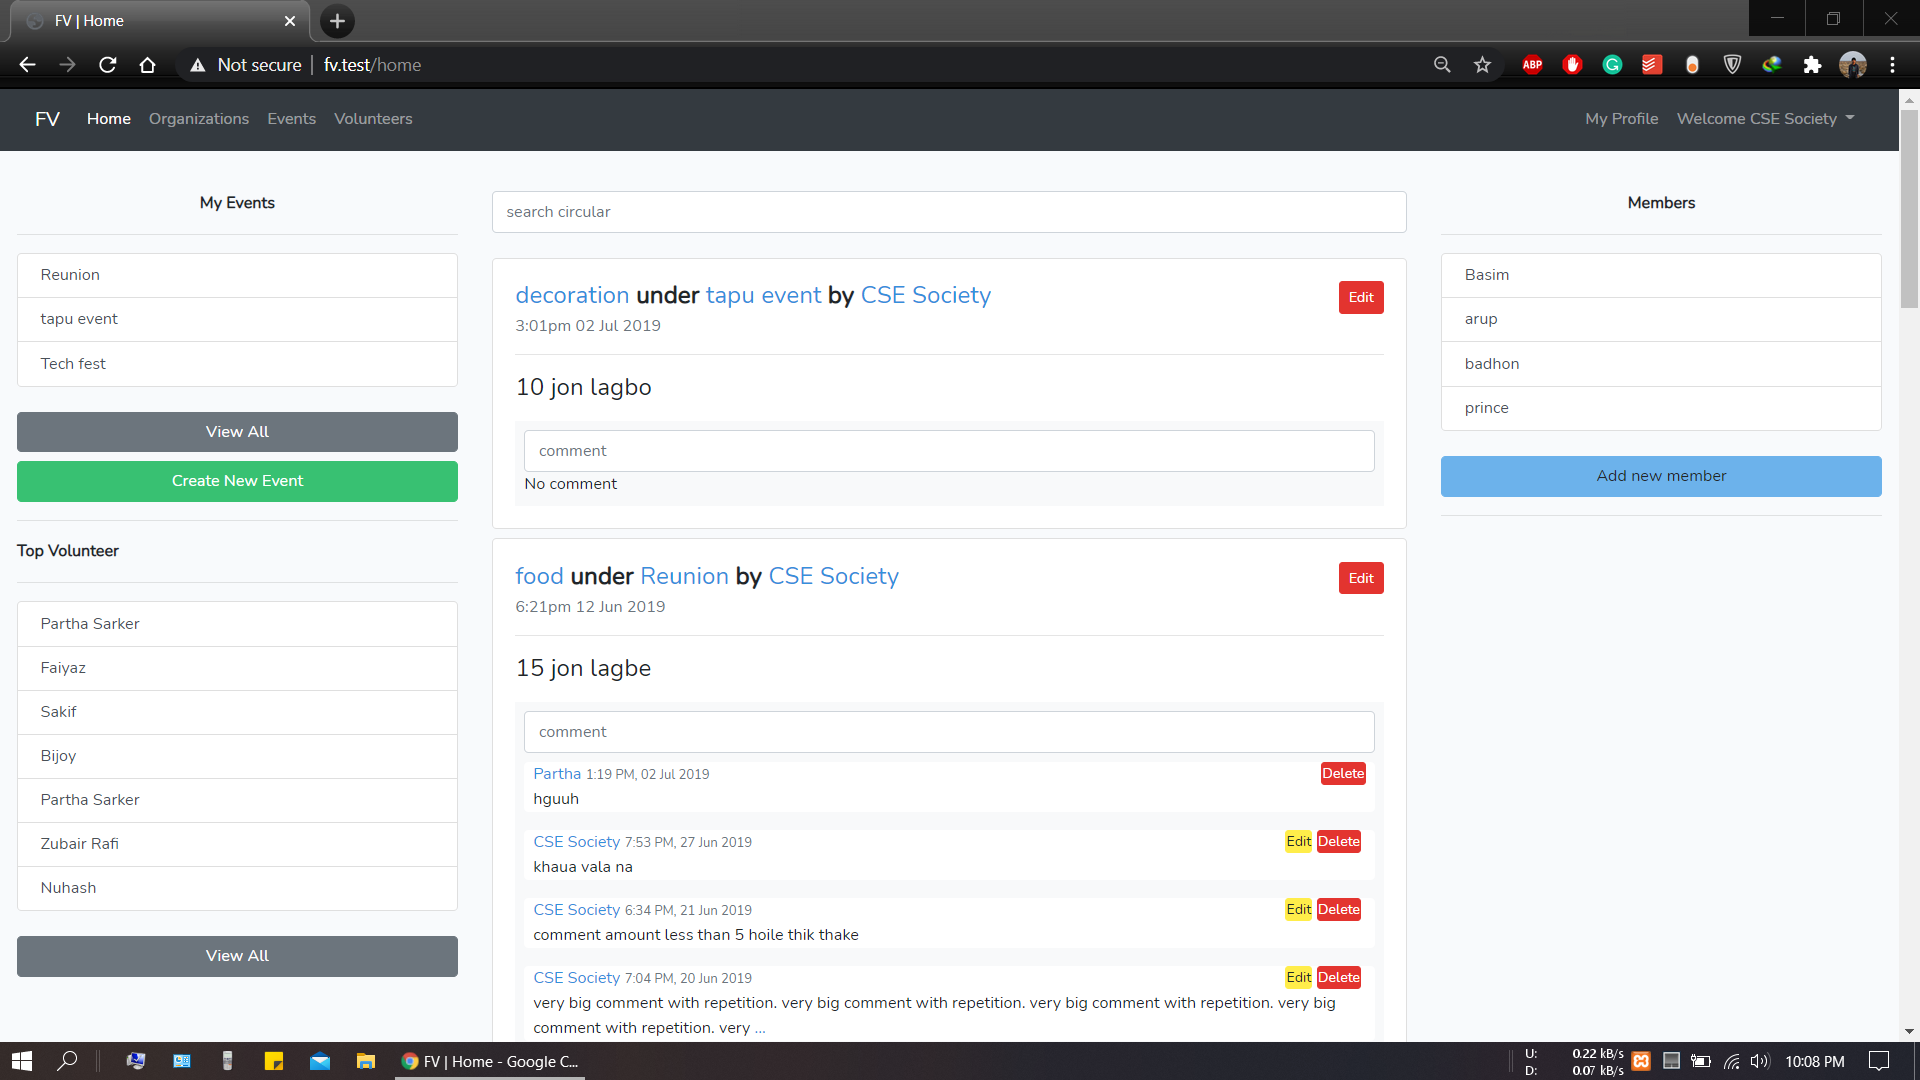 FV | Home
Not secure | fv.test/home
ABP
FV Home Organizations Events Volunteers My Profile Welcome CSE Society
My Events
Reunion
tapu event
Tech fest
View All
Create New Event
Top Volunteer
Partha Sarker
Faiyaz
Sakif
Bijoy
Partha Sarker
Zubair Rafi
Nuhash
View All
search circular
decoration under tapu event by CSE Society
Edit
3:01pm 02 Jul 2019
10 jon lagbo
comment
No comment
food under Reunion by CSE Society
Edit
6:21pm 12 Jun 2019
15 jon lagbe
comment
Partha 1:19 PM, 02 Jul 2019 Delete
hguuh
CSE Society 7:53 PM, 27 Jun 2019 Edit Delete
khaua vala na
CSE Society 6:34 PM, 21 Jun 2019 Edit Delete
comment amount less than 5 hoile thik thake
CSE Society 7:04 PM, 20 Jun 2019 Edit Delete
very big comment with repetition. very big comment with repetition. very big comment with repetition. very big
comment with repetition. very ...
Members
Basim
arup
badhon
prince
Add new member
FV | Home - Google C...
U: 0.22 kB/s
D: 0.07 kB/s
10:08 PM